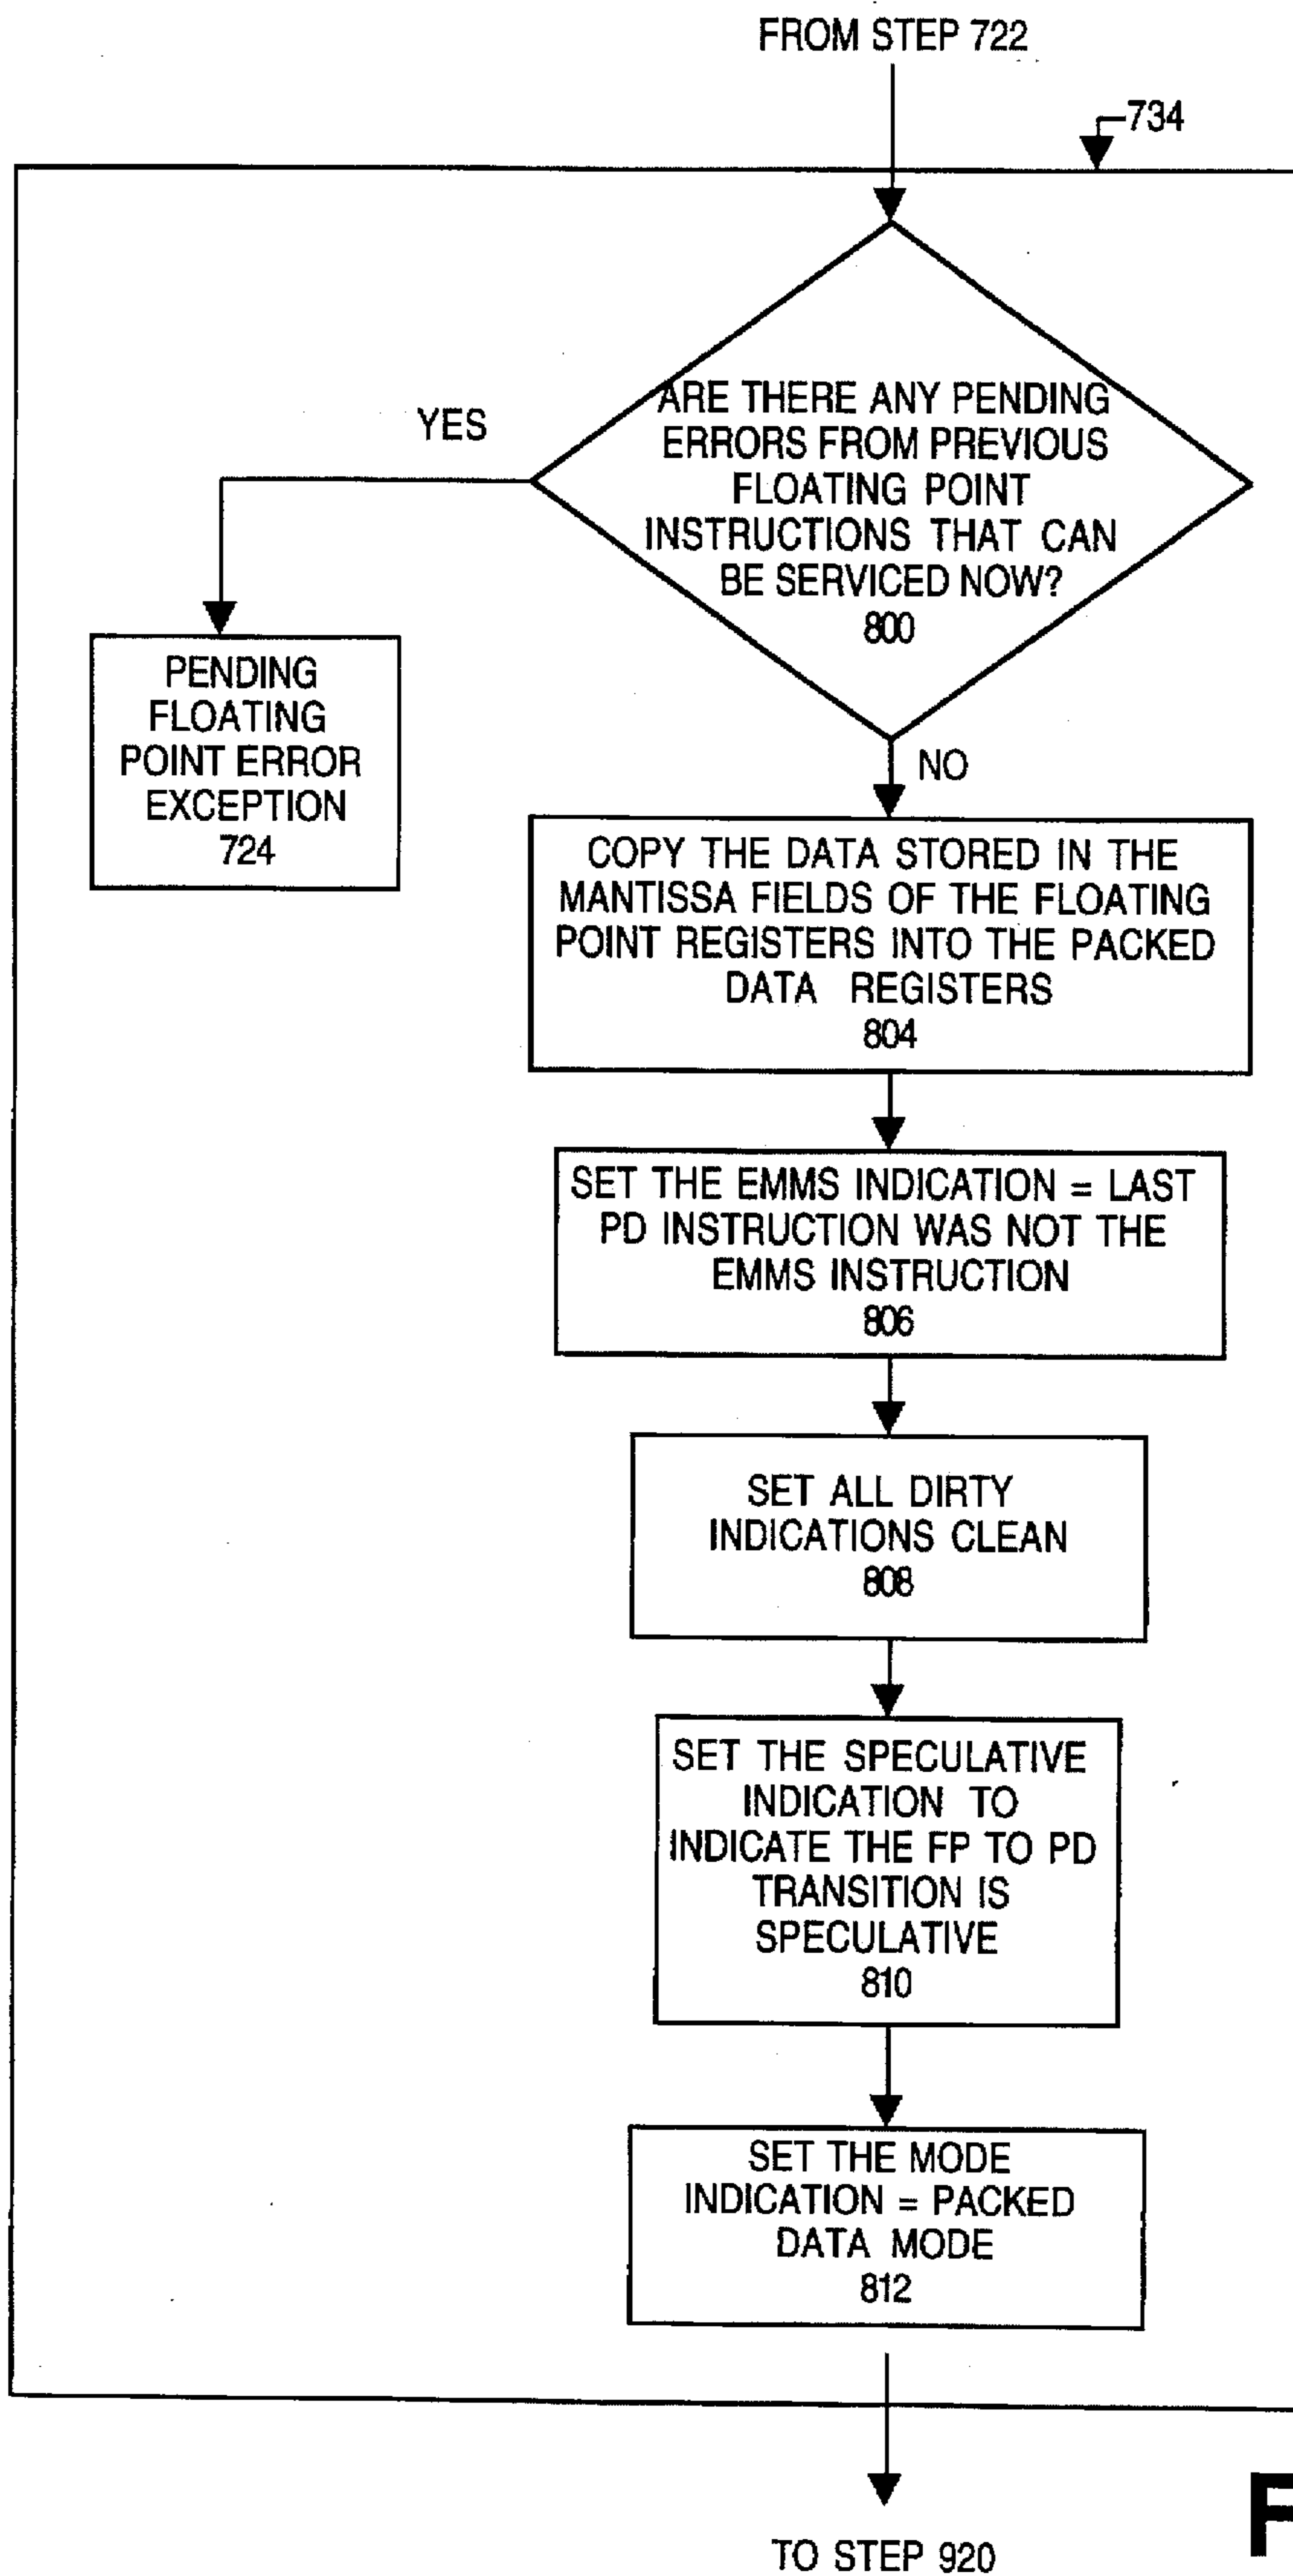 FROM STEP 722
734
ARE THERE ANY PENDING
ERRORS FROM PREVIOUS
FLOATING POINT
INSTRUCTIONS THAT CAN
BE SERVICED NOW?
800
YES
PENDING
FLOATING
POINT ERROR
EXCEPTION
724
NO
COPY THE DATA STORED IN THE
MANTISSA FIELDS OF THE FLOATING
POINT REGISTERS INTO THE PACKED
DATA REGISTERS
804
SET THE EMMS INDICATION = LAST
PD INSTRUCTION WAS NOT THE
EMMS INSTRUCTION
806
SET ALL DIRTY
INDICATIONS CLEAN
808
SET THE SPECULATIVE
INDICATION TO
INDICATE THE FP TO PD
TRANSITION IS
SPECULATIVE
810
SET THE MODE
INDICATION = PACKED
DATA MODE
812
F
TO STEP 920